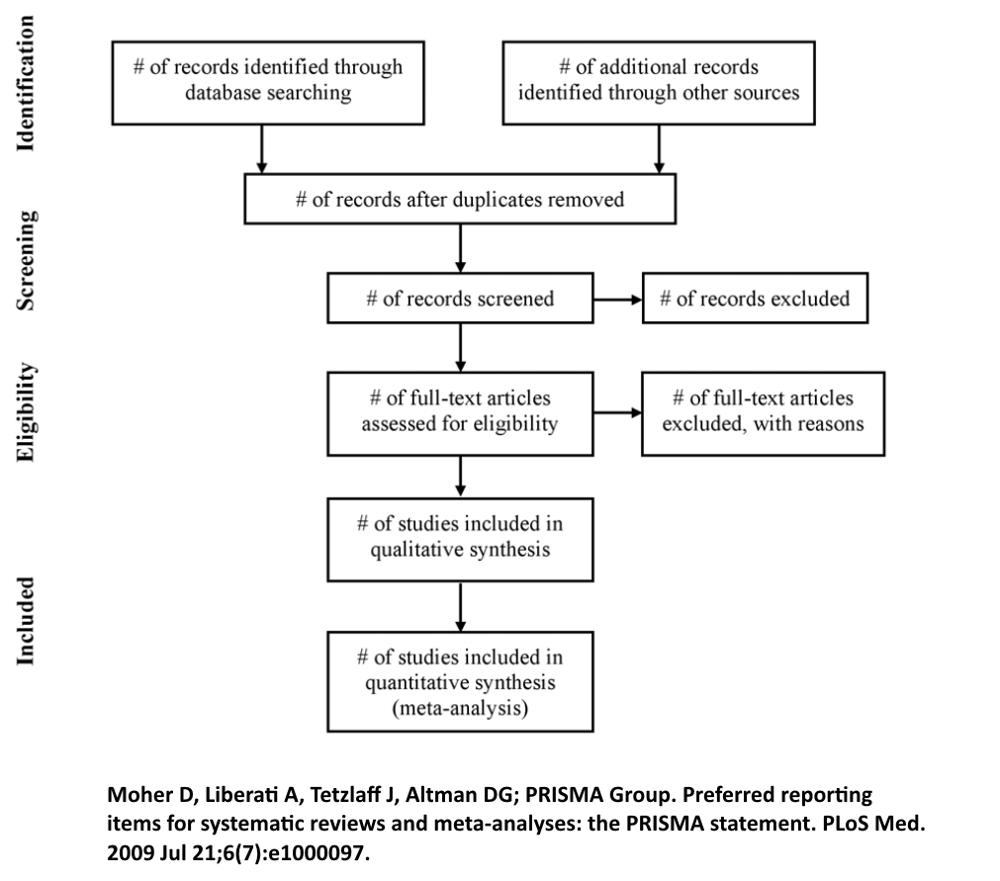 Identification
# of records identified through
database searching
# of additional records
identified through other sources
# of records after duplicates removed
Screening
# of records screened
# of records excluded
Eligibility
# of full-text articles
assessed for eligibility
# of full-text articles
excluded, with reasons
# of studies included in
qualitative synthesis
Included
# of studies included in
quantitative synthesis
(meta-analysis)
Moher D, Liberati A, Tetzlaff J, Altman DG; PRISMA Group. Preferred reporting
items for systematic reviews and meta-analyses: the PRISMA statement. PLoS Med.
2009 Jul 21;6(7):e1000097.